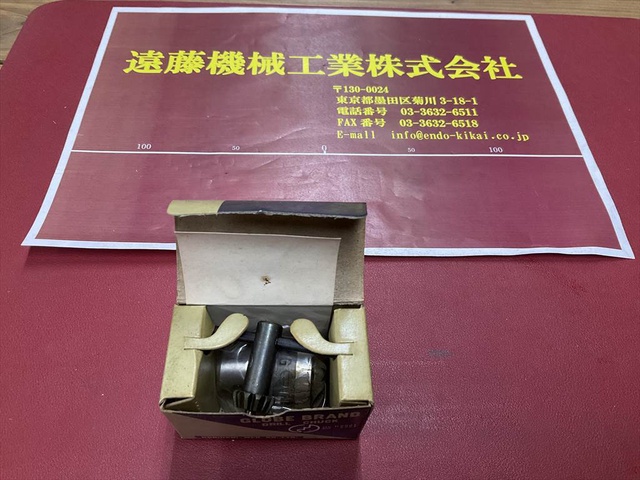 遠藤機械工業株式会社
〒130-0024
東京都墨田区菊川 3-18-1
電話番号 03-3632-6511
FAX 番号 03-3632-6518
E-mail info@endo-kikai.co.jp
100 50 0 50 100
GLOBE BRAND
DRILL CHUCK